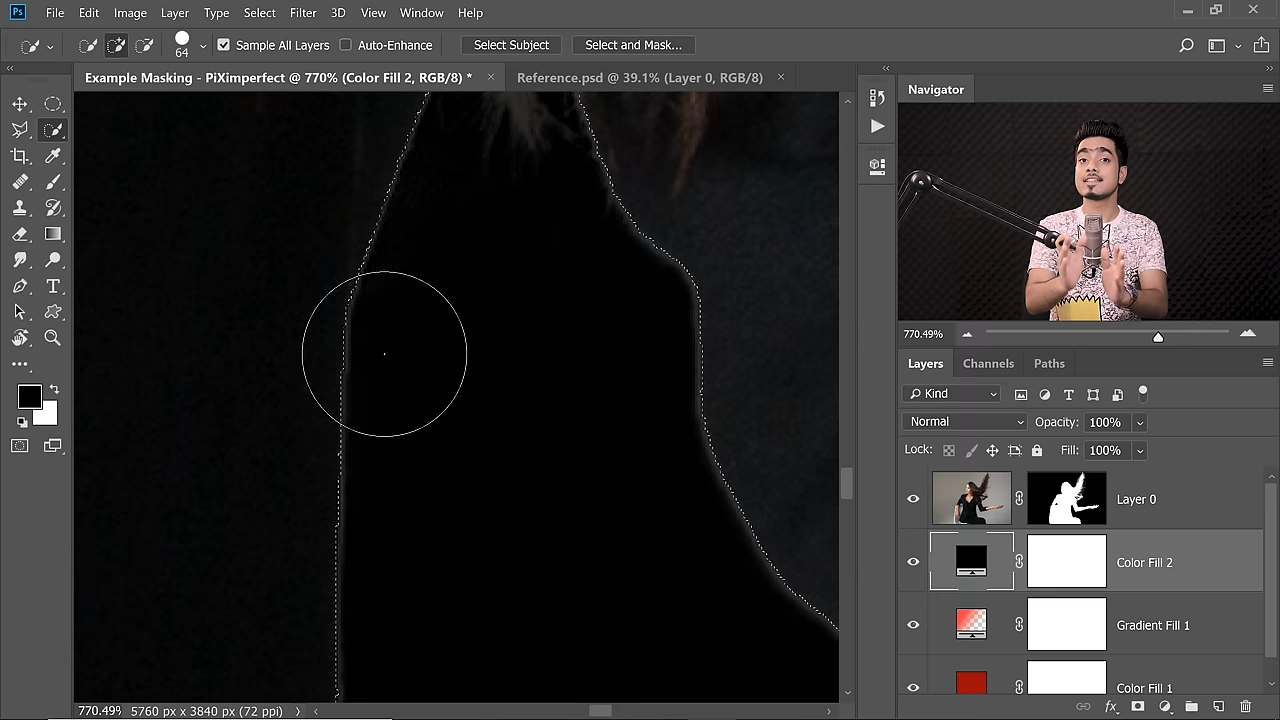 Ps File Edit Image Layer Type Select Filter 3D View Window Help
64 Sample All Layers Auto-Enhance Select Subject Select and Mask...
Example Masking - PiXimperfect @ 770% (Color Fill 2, RGB/8) * Reference.psd @ 39.1% (Layer 0, RGB/8)
Navigator
770.49%
Layers Channels Paths
Kind
Normal Opacity: 100%
Lock: Fill: 100%
Layer 0
Color Fill 2
Gradient Fill 1
Color Fill 1
770.49% 5760 px x 3840 px (72 ppi)
fx